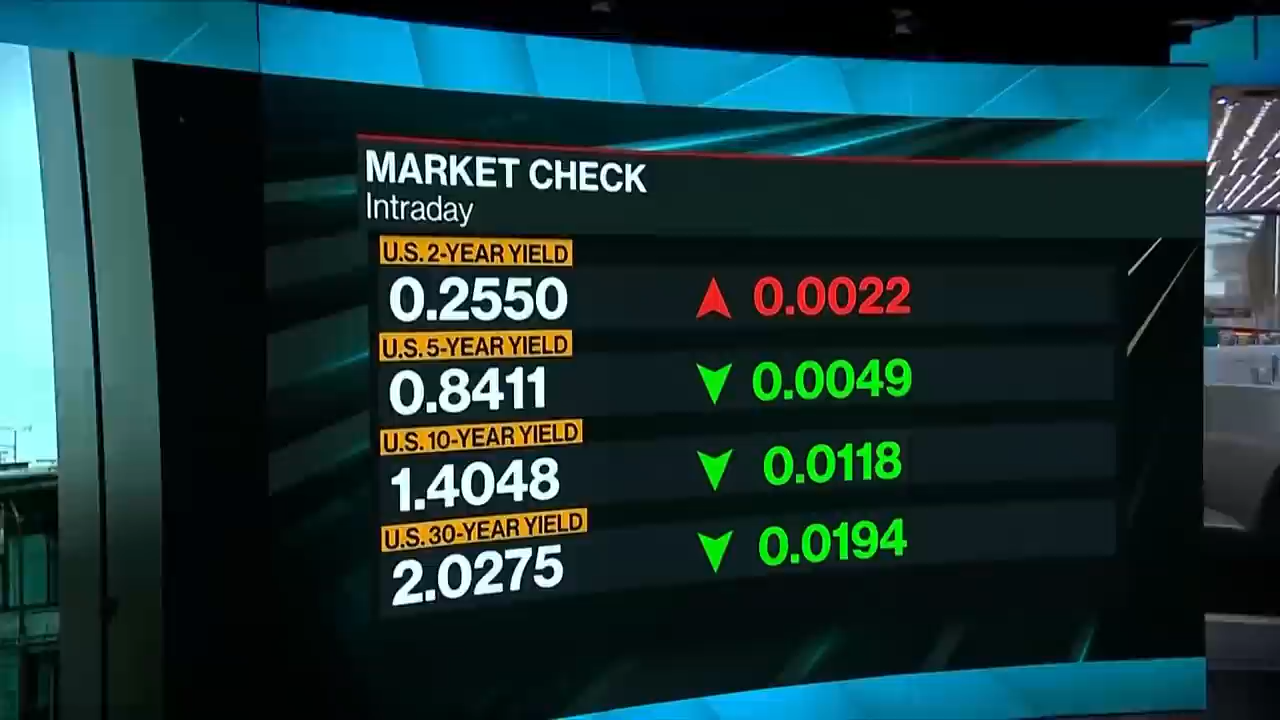 MARKET CHECK
Intraday
U.S. 2-YEAR YIELD
0.2550 ▲ 0.0022
U.S. 5-YEAR YIELD
0.8411 ▼ 0.0049
U.S. 10-YEAR YIELD
1.4048 ▼ 0.0118
U.S. 30-YEAR YIELD
2.0275 ▼ 0.0194